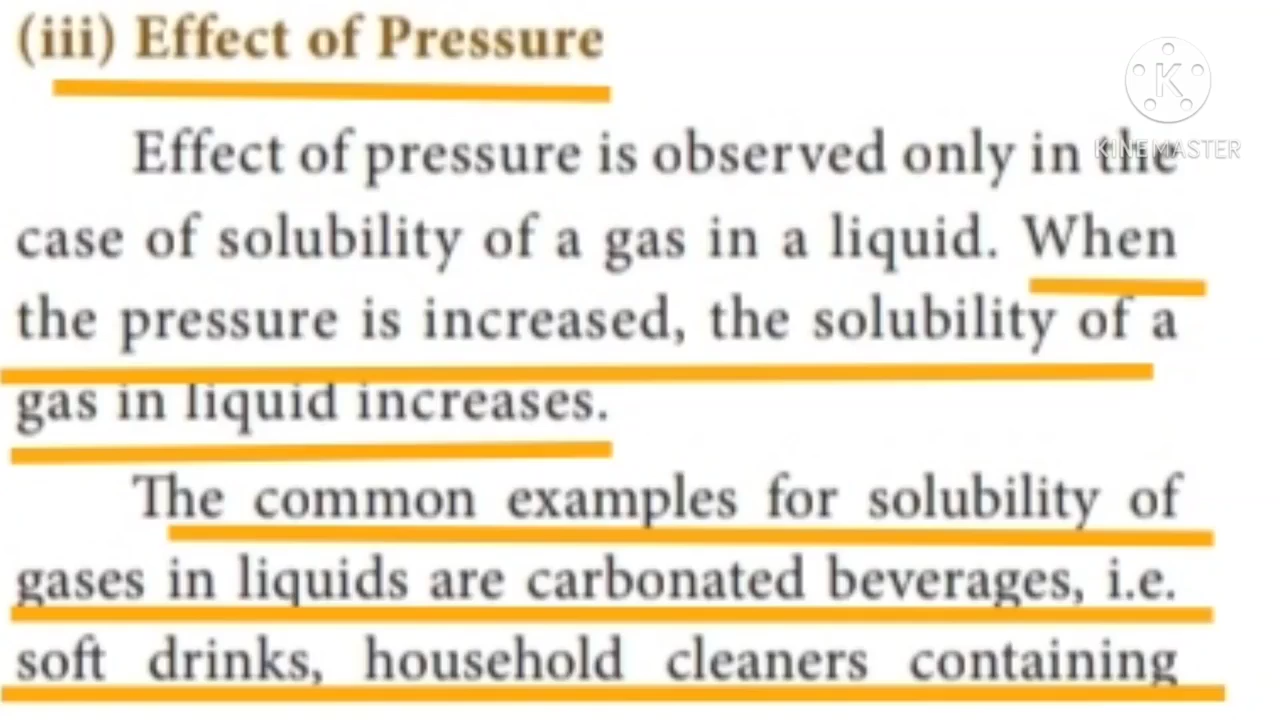 (iii) Effect of Pressure
K
KINEMASTER
Effect of pressure is observed only in the
case of solubility of a gas in a liquid. When
the pressure is increased, the solubility of a
gas in liquid increases.
The common examples for solubility of
gases in liquids are carbonated beverages, i.e.
soft drinks, household cleaners containing